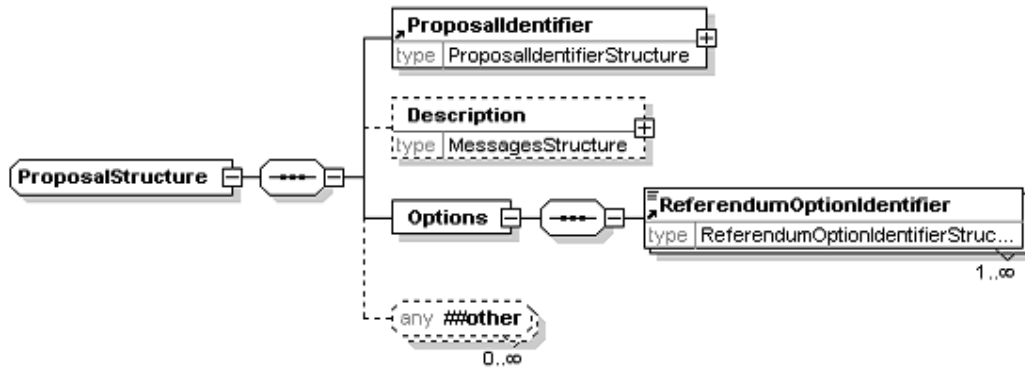 ProposalIdentifier
type ProposalIdentifierStructure
Description
type MessagesStructure
ProposalStructure
Options
ReferendumOptionIdentifier
type ReferendumOptionIdentifierStruc...
1..∞
any ##other
0..∞